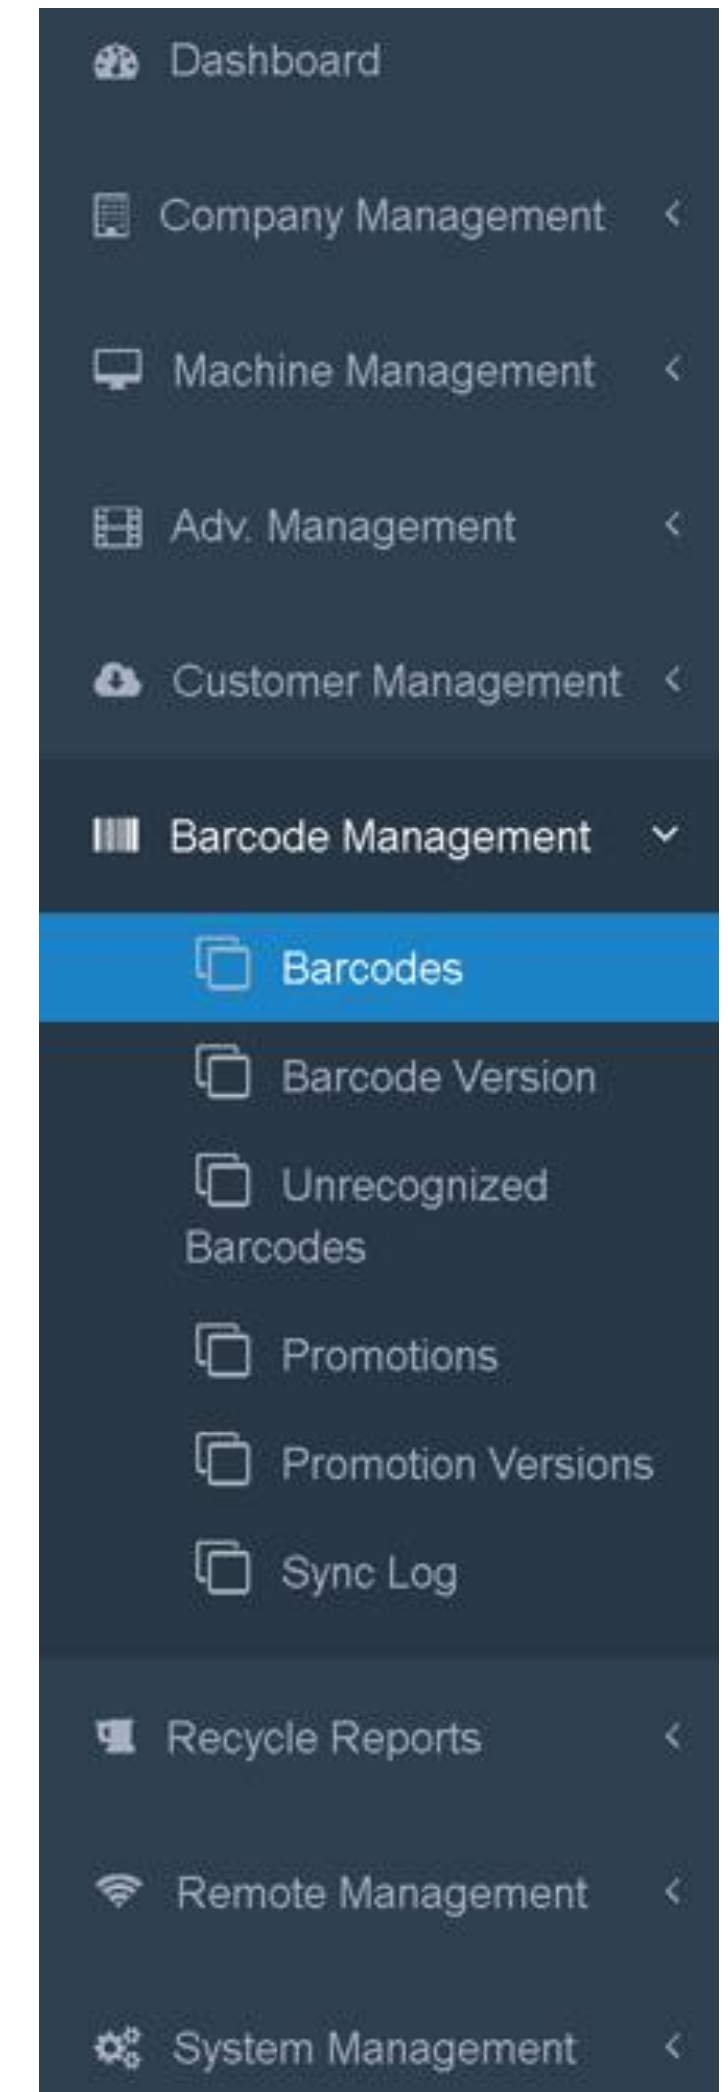 Dashboard
Company Management
Machine Management
Adv. Management
Customer Management
Barcode Management
Barcodes
Barcode Version
Unrecognized
Barcodes
Promotions
Promotion Versions
Sync Log
Recycle Reports
Remote Management
System Management